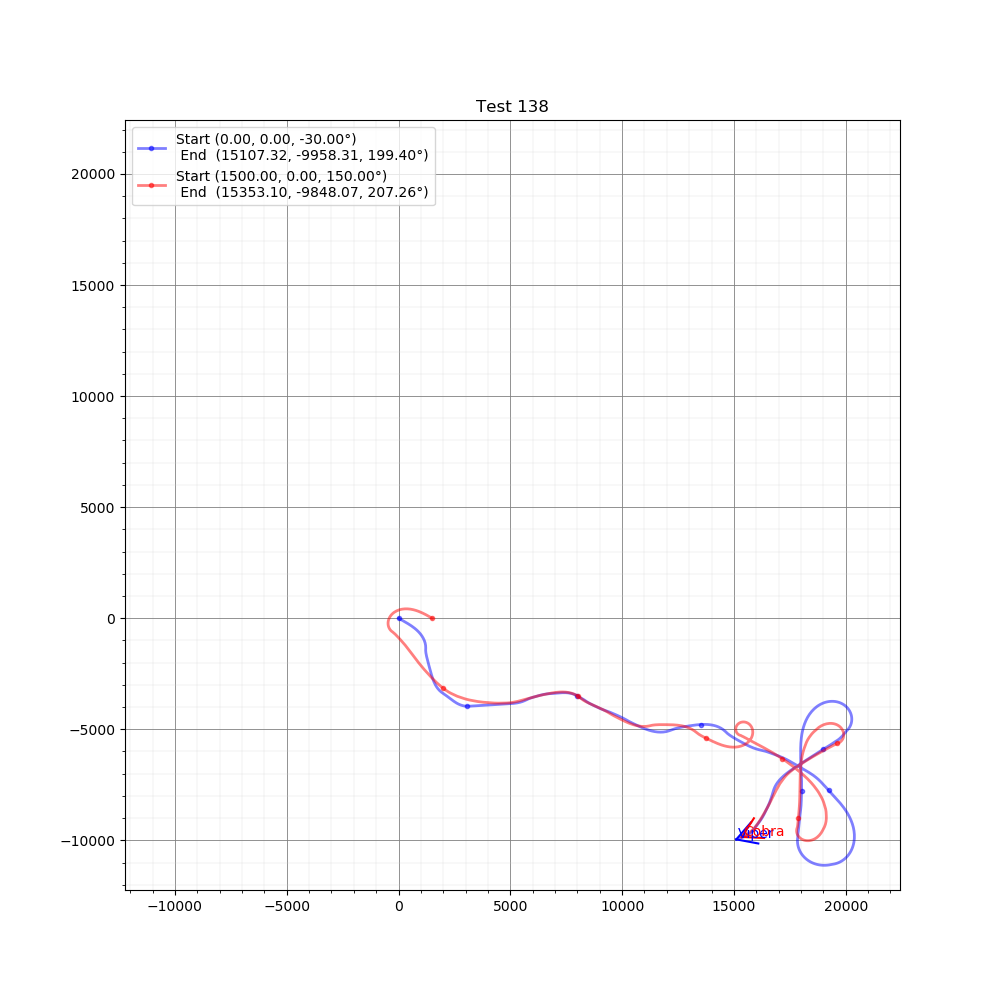 Test 138
Start (0.00, 0.00, -30.00°)
End (15107.32, -9958.31, 199.40°)
Start (1500.00, 0.00, 150.00°)
End (15353.10, -9848.07, 207.26°)
20000
15000
10000
5000
0
−5000
−10000
viper
cobra
−10000
−5000
0
5000
10000
15000
20000